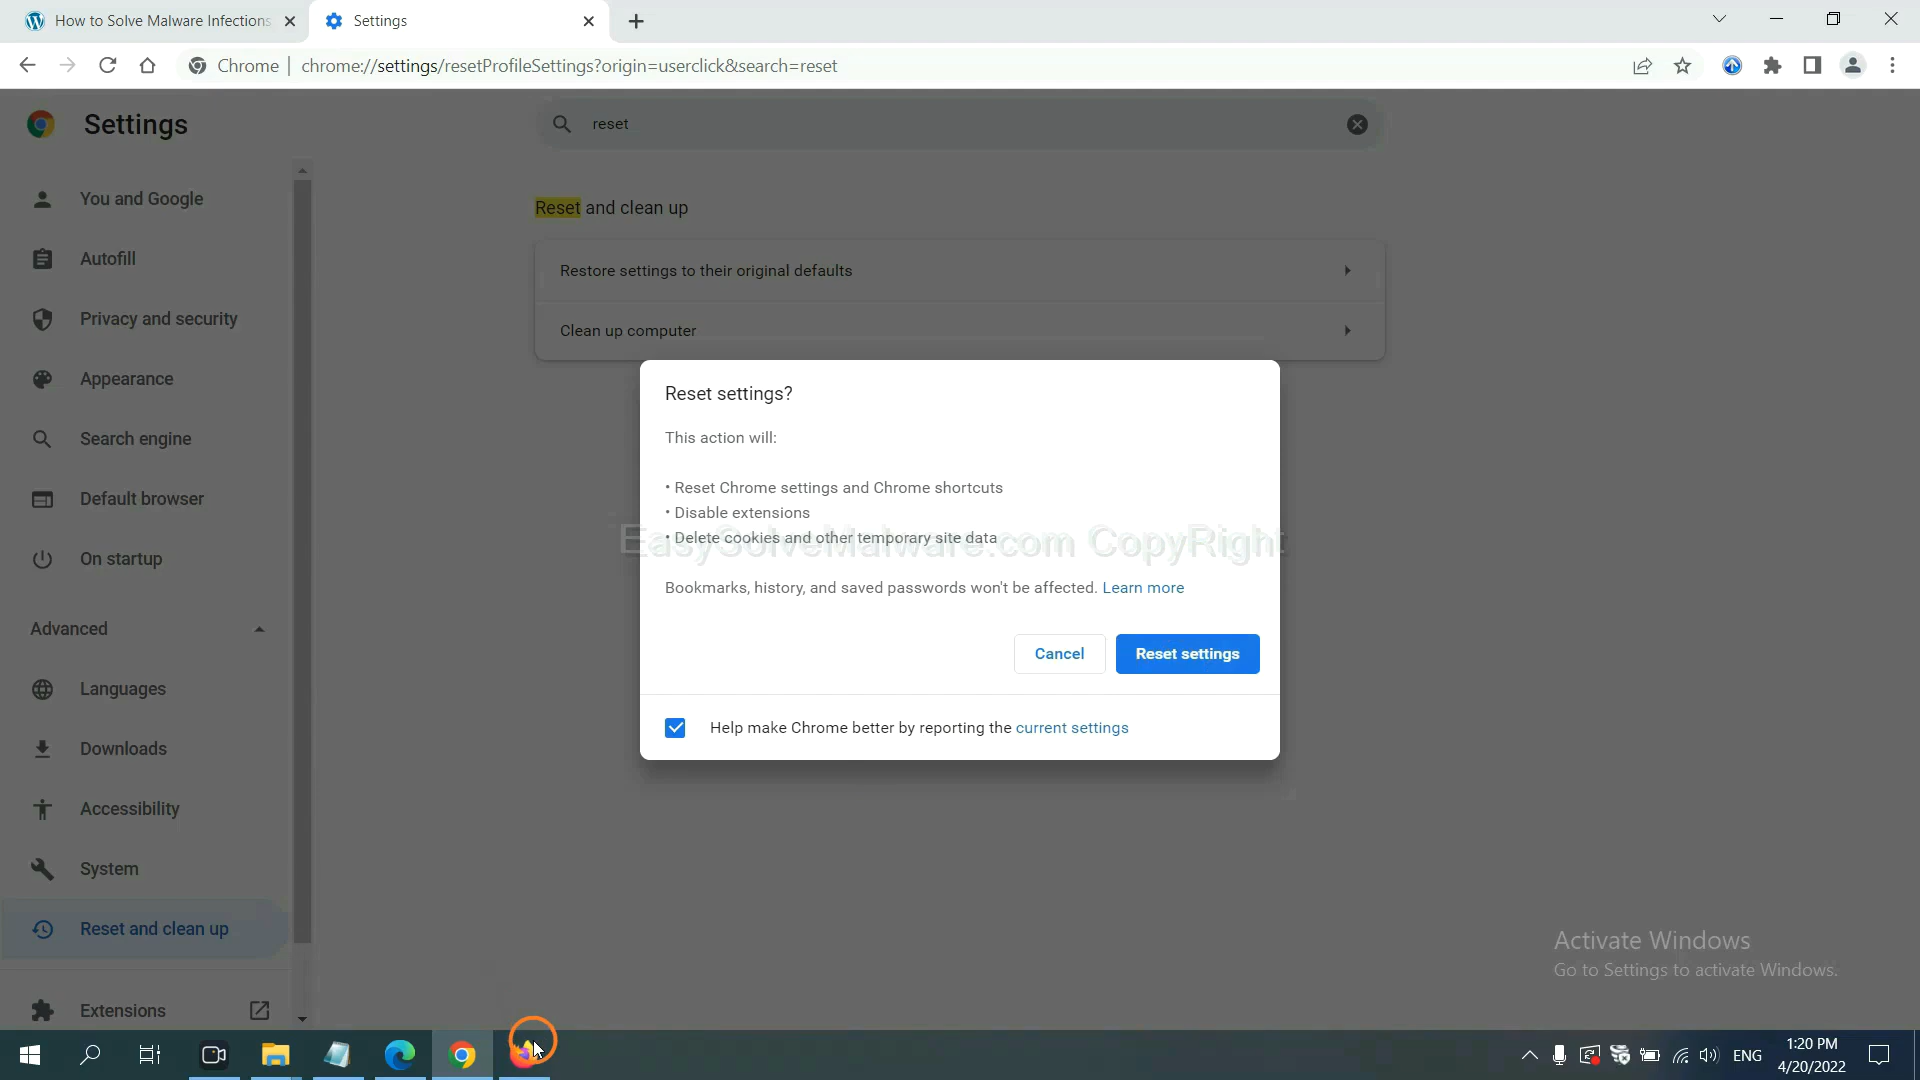 How to Solve Malware Infections
Settings
Chrome | chrome://settings/resetProfileSettings?origin=userclick&search=reset
Settings
reset
You and Google
Autofill
Privacy and security
Appearance
Search engine
Default browser
On startup
Advanced
Languages
Downloads
Accessibility
System
Reset and clean up
Extensions
Reset and clean up
Restore settings to their original defaults
Clean up computer
Reset settings?
This action will:
• Reset Chrome settings and Chrome shortcuts
• Disable extensions
• Delete cookies and other temporary site data
EasySolveMalware.com CopyRight
Bookmarks, history, and saved passwords won't be affected. Learn more
Cancel
Reset settings
Help make Chrome better by reporting the current settings
Activate Windows
Go to Settings to activate Windows.
ENG
1:20 PM
4/20/2022